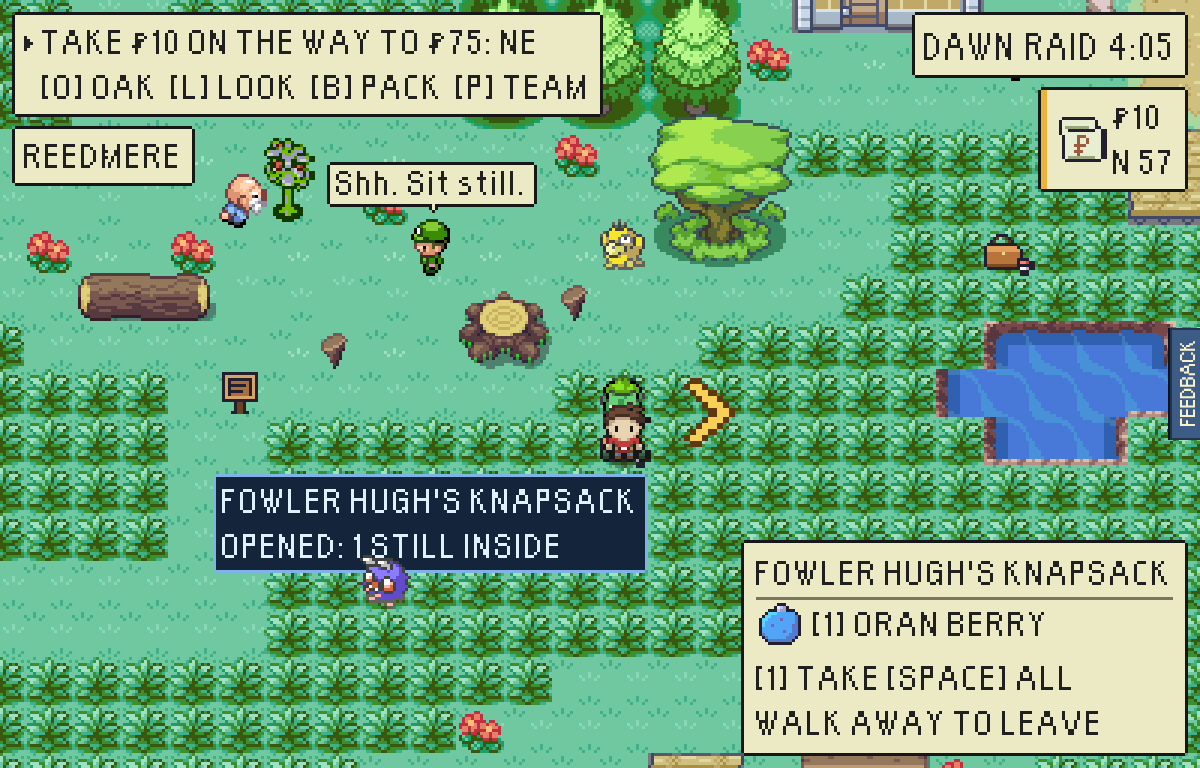 TAKE ₽10 ON THE WAY TO ₽75: NE
[O] OAK [L] LOOK [B] PACK [P] TEAM
DAWN RAID 4:05
₽10
N 57
REEDMERE
Shh. Sit still.
FEEDBACK
FOWLER HUGH'S KNAPSACK
OPENED: 1 STILL INSIDE
FOWLER HUGH'S KNAPSACK
[1] ORAN BERRY
[1] TAKE [SPACE] ALL
WALK AWAY TO LEAVE